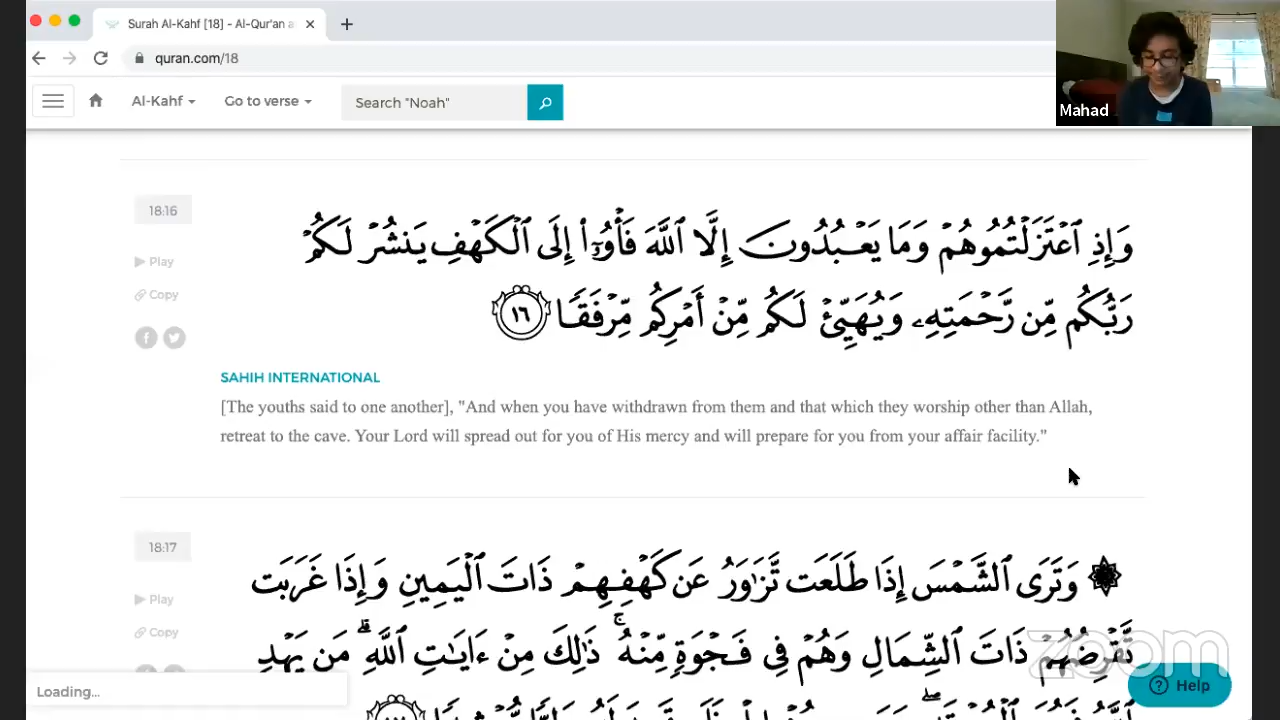 Surah Al-Kahf [18] - Al-Qur'an a
quran.com/18
Al-Kahf
Go to verse
Search "Noah"
Mahad
18:16
وَإِذِ ٱعْتَزَلْتُمُوهُمْ وَمَا يَعْبُدُونَ إِلَّا ٱللَّهَ فَأْوُۥٓا۟ إِلَى ٱلْكَهْفِ يَنشُرْ لَكُمْ
Play
Copy
رَبُّكُم مِّن رَّحْمَتِهِۦ وَيُهَيِّئْ لَكُم مِّنْ أَمْرِكُم مِّرْفَقًا ١٦
SAHIH INTERNATIONAL
[The youths said to one another], "And when you have withdrawn from them and that which they worship other than Allah,
retreat to the cave. Your Lord will spread out for you of His mercy and will prepare for you from your affair facility."
18:17
۞ وَتَرَى ٱلشَّمْسَ إِذَا طَلَعَت تَّزَٰوَرُ عَن كَهْفِهِمْ ذَاتَ ٱلْيَمِينِ وَإِذَا غَرَبَت
Play
Copy
تَّقْرِضُهُمْ ذَاتَ ٱلشِّمَالِ وَهُمْ فِى فَجْوَةٍ مِّنْهُ ۚ ذَٰلِكَ مِنْ ءَايَٰتِ ٱللَّهِ ۗ مَن يَهْدِ
zoom
Help
Loading...